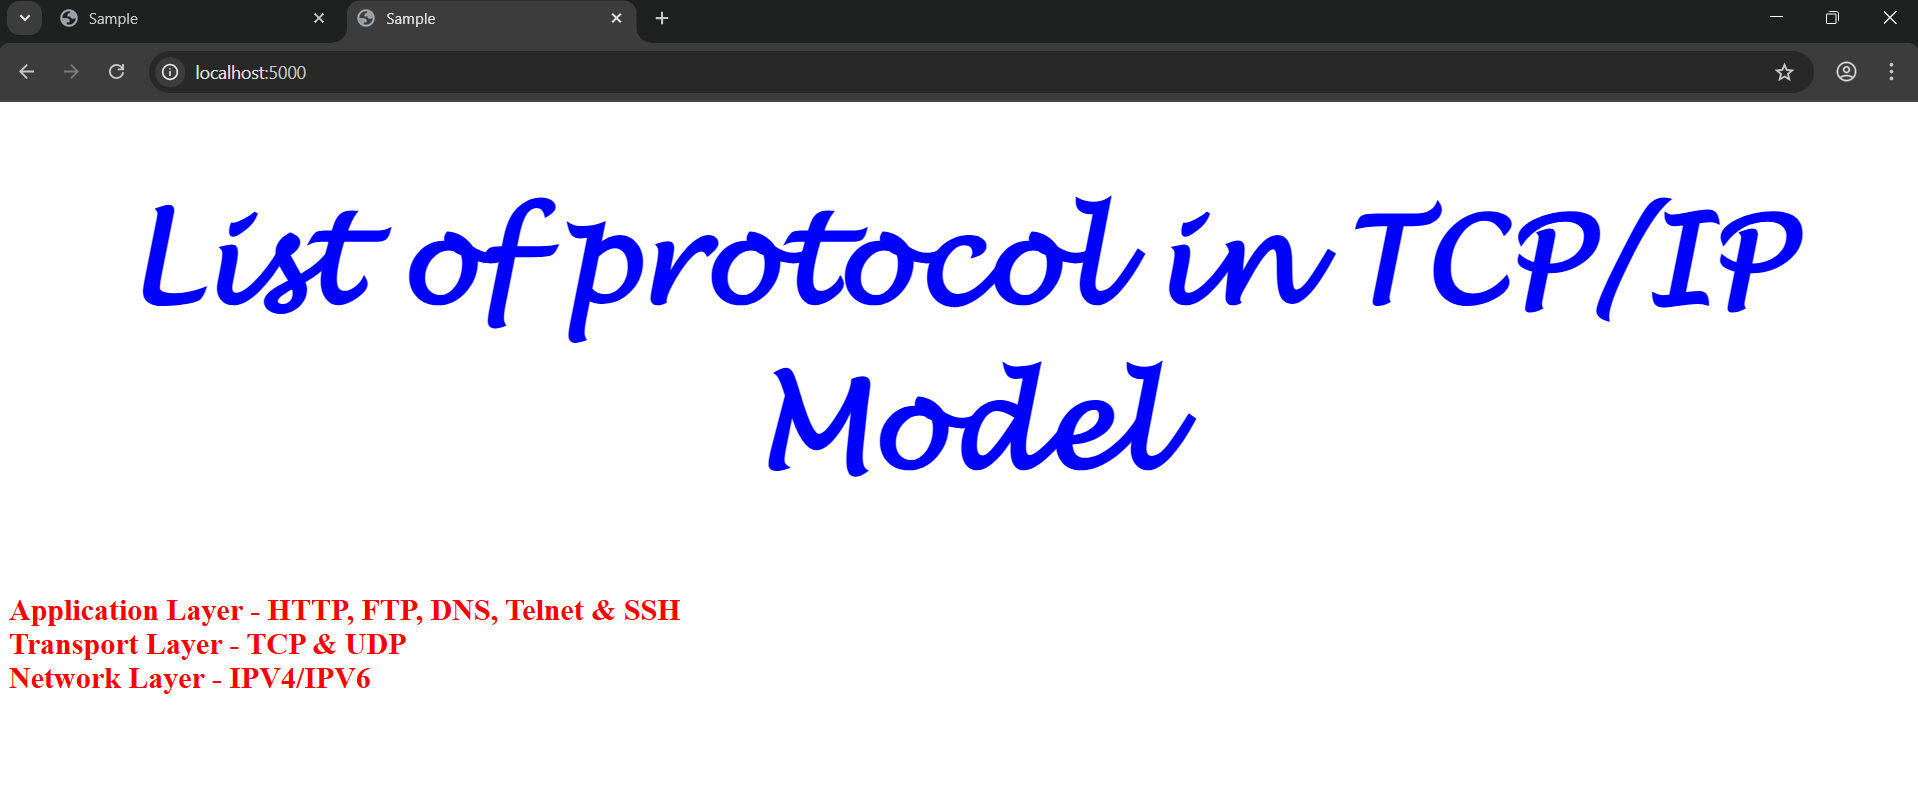 Sample
Sample
localhost:5000
List of protocol in TCP/IP
Model
Application Layer - HTTP, FTP, DNS, Telnet & SSH
Transport Layer - TCP & UDP
Network Layer - IPV4/IPV6